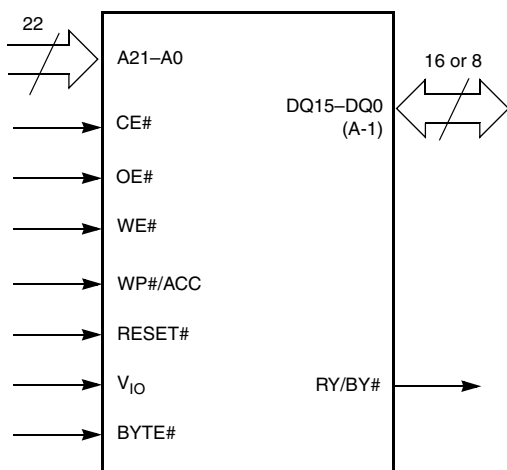 22
A21–A0
16 or 8
DQ15–DQ0
(A-1)
CE#
OE#
WE#
WP#/ACC
RESET#
VIO
RY/BY#
BYTE#